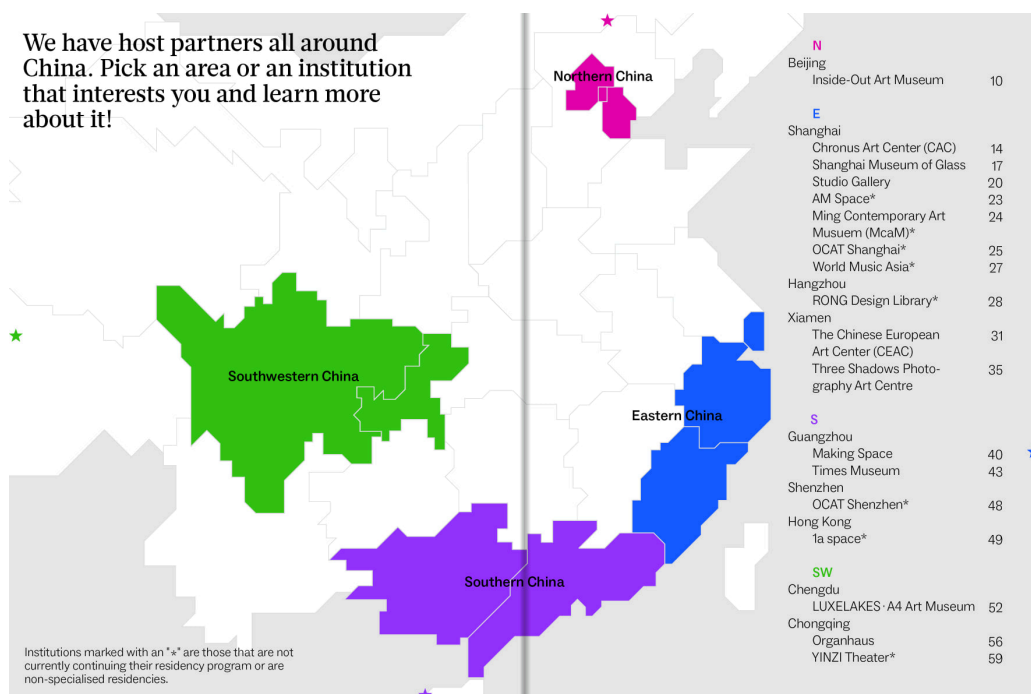 We have host partners all around
China. Pick an area or an institution
that interests you and learn more
about it!
Northern China
Southwestern China
Eastern China
Southern China
Institutions marked with an "*" are those that are not
currently continuing their residency program or are
non-specialised residencies.
N
Beijing
Inside-Out Art Museum 10
E
Shanghai
Chronus Art Center (CAC) 14
Shanghai Museum of Glass 17
Studio Gallery 20
AM Space* 23
Ming Contemporary Art 24
Musuem (McaM)*
OCAT Shanghai* 25
World Music Asia* 27
Hangzhou
RONG Design Library* 28
Xiamen
The Chinese European 31
Art Center (CEAC)
Three Shadows Photo- 35
graphy Art Centre
S
Guangzhou
Making Space 40
Times Museum 43
Shenzhen
OCAT Shenzhen* 48
Hong Kong
1a space* 49
SW
Chengdu
LUXELAKES·A4 Art Museum 52
Chongqing
Organhaus 56
YINZI Theater* 59